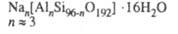 Naₙ[AlₙSi₉₆₋ₙO₁₉₂] · 16H₂O
n ≈ 3